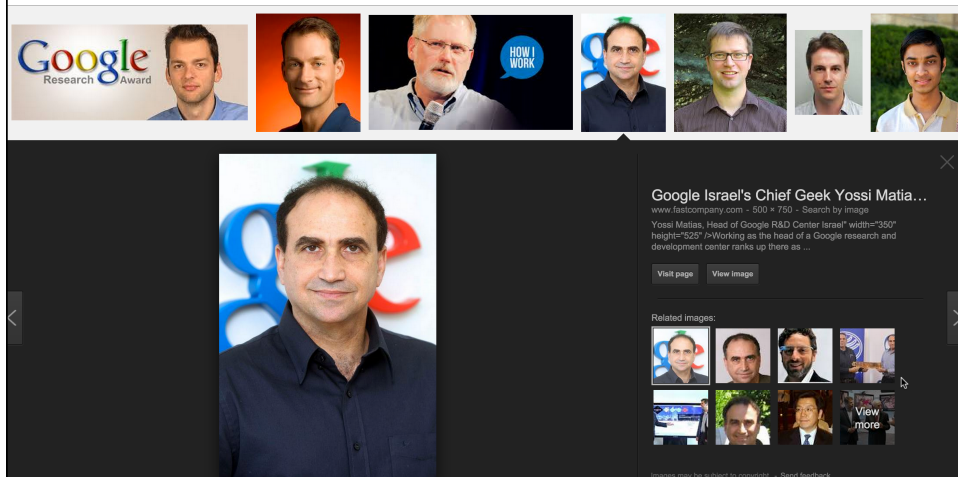 Google
Research Award
HOW I
WORK
Google Israel's Chief Geek Yossi Matia...
www.fastcompany.com - 500 × 750 - Search by image
Yossi Matias, Head of Google R&D Center Israel" width="350"
height="525" />Working as the head of a Google research and
development center ranks up there as ...
Visit page
View image
Related images:
View
more
Images may be subject to copyright. - Send feedback